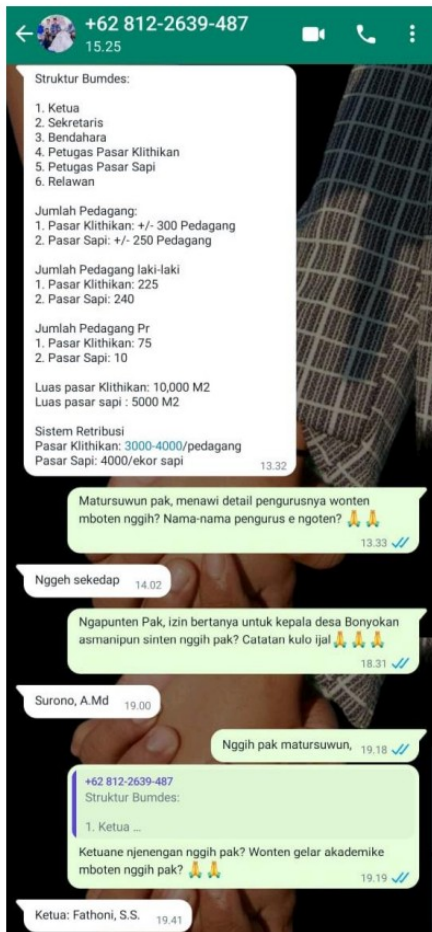 +62 812-2639-487
15.25
Struktur Bumdes:
1. Ketua
2. Sekretaris
3. Bendahara
4. Petugas Pasar Klithikan
5. Petugas Pasar Sapi
6. Relawan
Jumlah Pedagang:
1. Pasar Klithikan: +/- 300 Pedagang
2. Pasar Sapi: +/- 250 Pedagang
Jumlah Pedagang laki-laki
1. Pasar Klithikan: 225
2. Pasar Sapi: 240
Jumlah Pedagang Pr
1. Pasar Klithikan: 75
2. Pasar Sapi: 10
Luas pasar Klithikan: 10,000 M2
Luas pasar sapi : 5000 M2
Sistem Retribusi
Pasar Klithikan: 3000-4000/pedagang
Pasar Sapi: 4000/ekor sapi
13.32
Matursuwun pak, menawi detail pengurusnya wonten
mboten nggih? Nama-nama pengurus e ngoten? 🙏🙏
13.33
Nggeh sekedap
14.02
Ngapunten Pak, izin bertanya untuk kepala desa Bonyokan
asmanipun sinten nggih pak? Catatan kulo ijal 🙏🙏🙏
18.31
Surono, A.Md
19.00
Nggih pak matursuwun,
19.18
+62 812-2639-487
Struktur Bumdes:
1. Ketua ...
Ketuane njenengan nggih pak? Wonten gelar akademike
mboten nggih pak? 🙏🙏
19.19
Ketua: Fathoni, S.S.
19.41